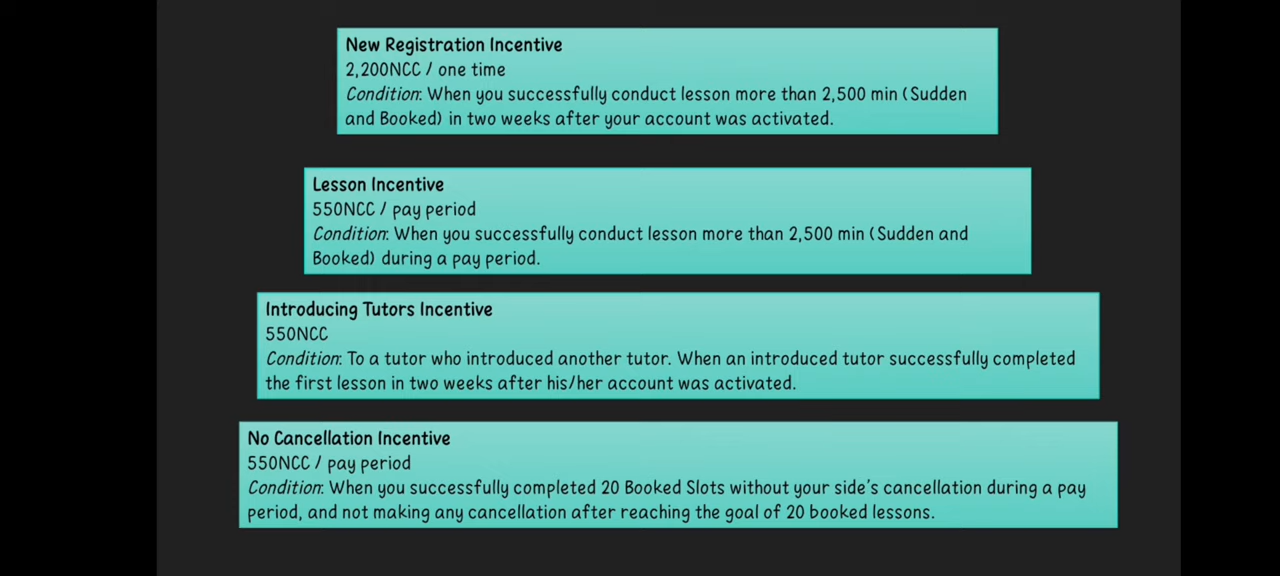 New Registration Incentive
2,200NCC / one time
Condition: When you successfully conduct lesson more than 2,500 min (Sudden
and Booked) in two weeks after your account was activated.
Lesson Incentive
550NCC / pay period
Condition: When you successfully conduct lesson more than 2,500 min (Sudden and
Booked) during a pay period.
Introducing Tutors Incentive
550NCC
Condition: To a tutor who introduced another tutor. When an introduced tutor successfully completed
the first lesson in two weeks after his/her account was activated.
No Cancellation Incentive
550NCC / pay period
Condition: When you successfully completed 20 Booked Slots without your side's cancellation during a pay
period, and not making any cancellation after reaching the goal of 20 booked lessons.